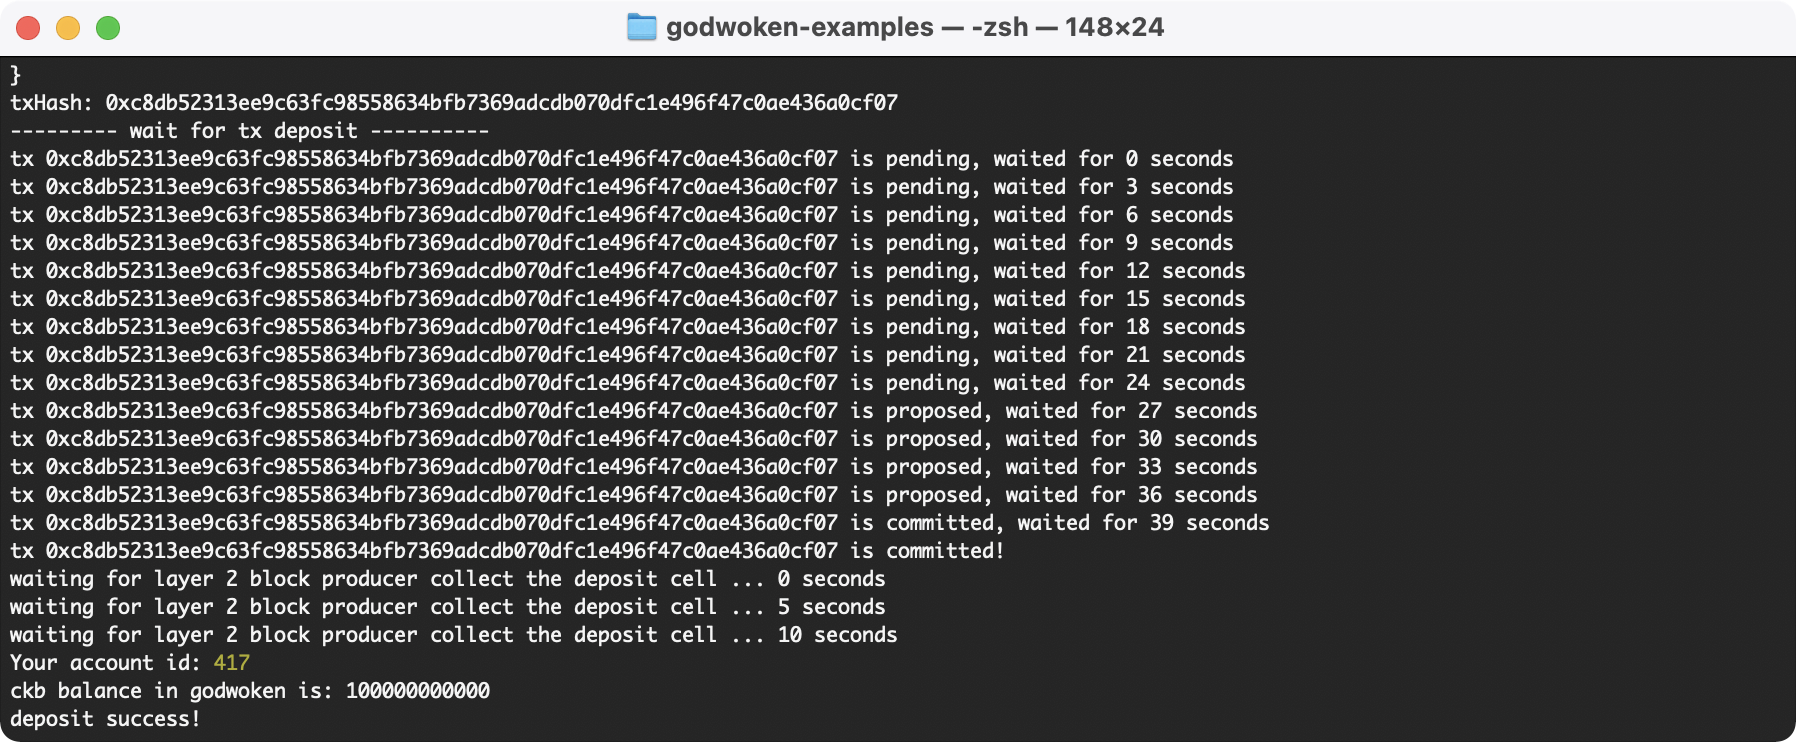 godwoken-examples — -zsh — 148×24
}
txHash: 0xc8db52313ee9c63fc98558634bfb7369adcdb070dfc1e496f47c0ae436a0cf07
--------- wait for tx deposit ----------
tx 0xc8db52313ee9c63fc98558634bfb7369adcdb070dfc1e496f47c0ae436a0cf07 is pending, waited for 0 seconds
tx 0xc8db52313ee9c63fc98558634bfb7369adcdb070dfc1e496f47c0ae436a0cf07 is pending, waited for 3 seconds
tx 0xc8db52313ee9c63fc98558634bfb7369adcdb070dfc1e496f47c0ae436a0cf07 is pending, waited for 6 seconds
tx 0xc8db52313ee9c63fc98558634bfb7369adcdb070dfc1e496f47c0ae436a0cf07 is pending, waited for 9 seconds
tx 0xc8db52313ee9c63fc98558634bfb7369adcdb070dfc1e496f47c0ae436a0cf07 is pending, waited for 12 seconds
tx 0xc8db52313ee9c63fc98558634bfb7369adcdb070dfc1e496f47c0ae436a0cf07 is pending, waited for 15 seconds
tx 0xc8db52313ee9c63fc98558634bfb7369adcdb070dfc1e496f47c0ae436a0cf07 is pending, waited for 18 seconds
tx 0xc8db52313ee9c63fc98558634bfb7369adcdb070dfc1e496f47c0ae436a0cf07 is pending, waited for 21 seconds
tx 0xc8db52313ee9c63fc98558634bfb7369adcdb070dfc1e496f47c0ae436a0cf07 is pending, waited for 24 seconds
tx 0xc8db52313ee9c63fc98558634bfb7369adcdb070dfc1e496f47c0ae436a0cf07 is proposed, waited for 27 seconds
tx 0xc8db52313ee9c63fc98558634bfb7369adcdb070dfc1e496f47c0ae436a0cf07 is proposed, waited for 30 seconds
tx 0xc8db52313ee9c63fc98558634bfb7369adcdb070dfc1e496f47c0ae436a0cf07 is proposed, waited for 33 seconds
tx 0xc8db52313ee9c63fc98558634bfb7369adcdb070dfc1e496f47c0ae436a0cf07 is proposed, waited for 36 seconds
tx 0xc8db52313ee9c63fc98558634bfb7369adcdb070dfc1e496f47c0ae436a0cf07 is committed, waited for 39 seconds
tx 0xc8db52313ee9c63fc98558634bfb7369adcdb070dfc1e496f47c0ae436a0cf07 is committed!
waiting for layer 2 block producer collect the deposit cell ... 0 seconds
waiting for layer 2 block producer collect the deposit cell ... 5 seconds
waiting for layer 2 block producer collect the deposit cell ... 10 seconds
Your account id: 417
ckb balance in godwoken is: 100000000000
deposit success!